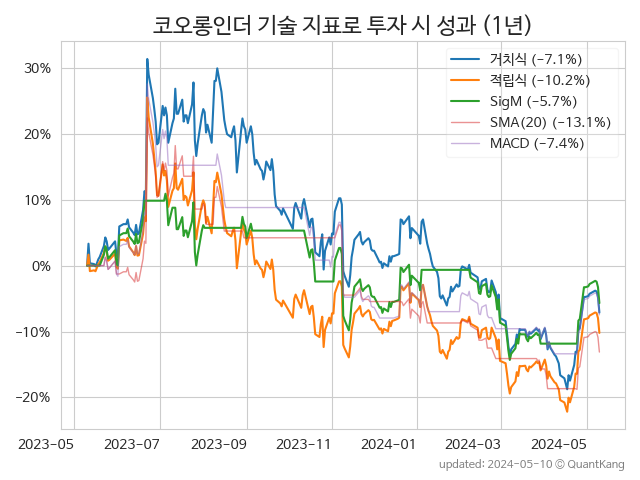 코오롱인더 기술 지표로 투자 시 성과 (1년)
거치식 (−7.1%)
적립식 (−10.2%)
SigM (−5.7%)
SMA(20) (−13.1%)
MACD (−7.4%)
30%
20%
10%
0%
−10%
−20%
2023-05 2023-07 2023-09 2023-11 2024-01 2024-03 2024-05
updated: 2024-05-10 © QuantKang